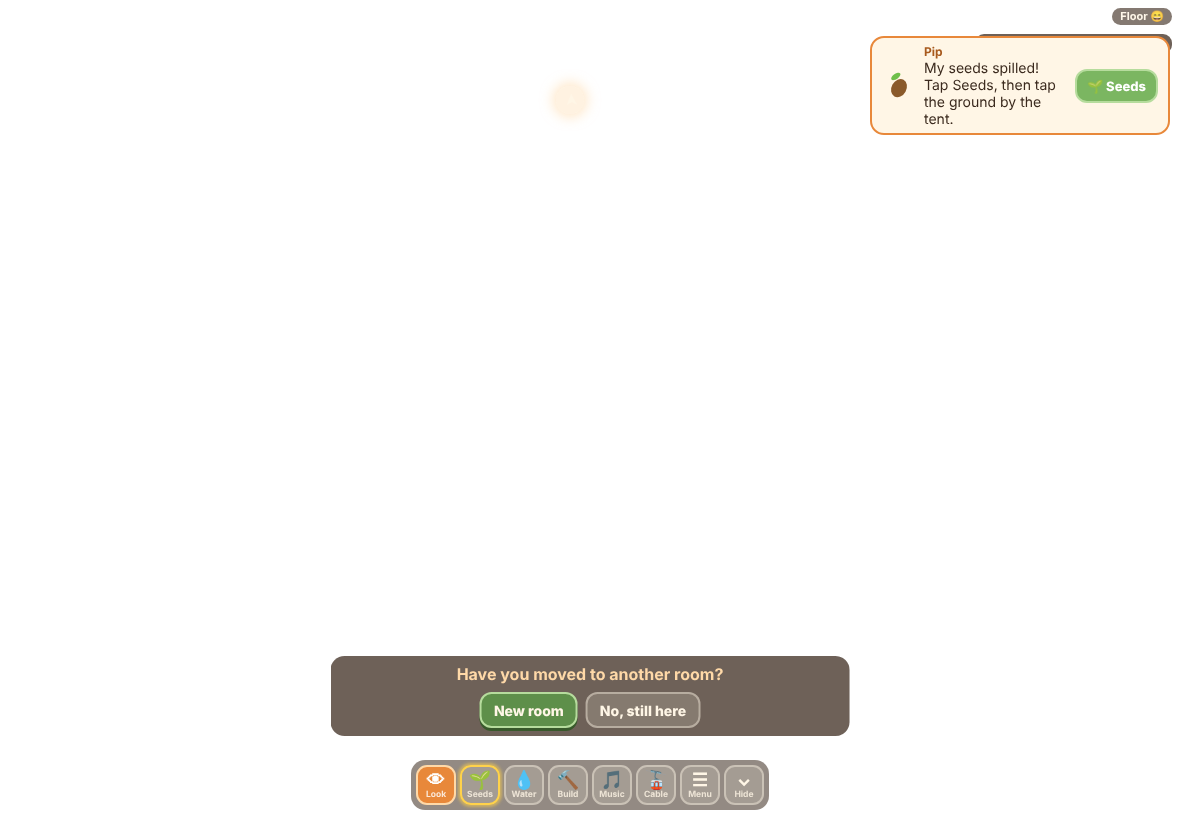 Floor 😀
Pip
My seeds spilled!
Tap Seeds, then tap
the ground by the
tent.
🌱 Seeds
Have you moved to another room?
New room
No, still here
Look
Seeds
Water
Build
Music
Cable
Menu
Hide